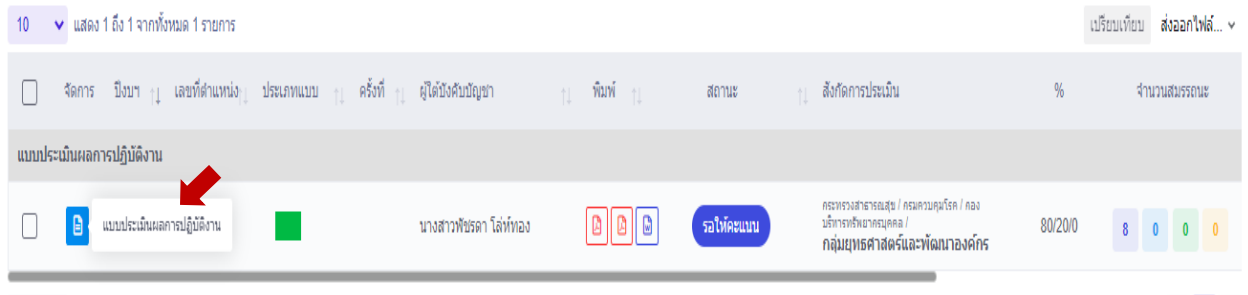 10 แสดง 1 ถึง 1 จากทั้งหมด 1 รายการ เปรียบเทียบ ส่งออกไฟล์...
จัดการ ปีงบฯ เลขที่ตำแหน่ง ประเภทแบบ ครั้งที่ ผู้ใต้บังคับบัญชา พิมพ์ สถานะ สังกัดการประเมิน % จำนวนสมรรถนะ
แบบประเมินผลการปฏิบัติงาน
แบบประเมินผลการปฏิบัติงาน นางสาวพัชรดา โล่ห์ทอง รอให้คะแนน 80/20/0 8 0 0 0
กระทรวงสาธารณสุข / กรมควบคุมโรค / กอง
บริหารทรัพยากรบุคคล /
กลุ่มยุทธศาสตร์และพัฒนาองค์กร